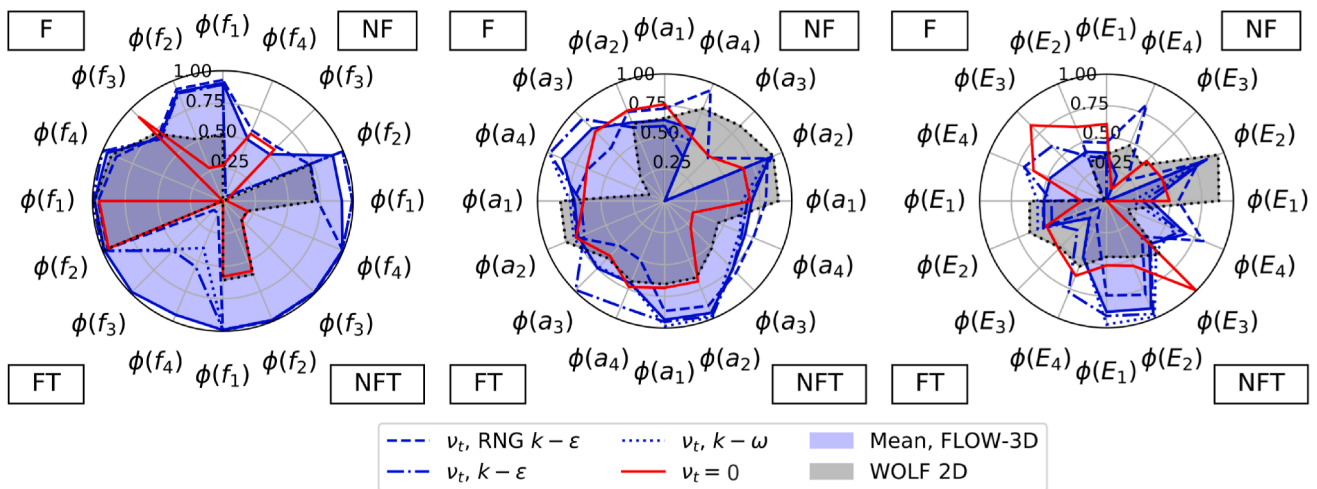 F
NF
ϕ(f₁)
ϕ(f₂)
ϕ(f₄)
ϕ(f₃)
ϕ(f₃)
ϕ(f₄)
ϕ(f₂)
ϕ(f₁)
ϕ(f₁)
ϕ(f₂)
ϕ(f₄)
ϕ(f₃)
ϕ(f₃)
ϕ(f₄)
ϕ(f₁)
ϕ(f₂)
1.00
0.75
0.50
0.25
FT
NFT
F
NF
ϕ(a₁)
ϕ(a₂)
ϕ(a₄)
ϕ(a₃)
ϕ(a₃)
ϕ(a₄)
ϕ(a₂)
ϕ(a₁)
ϕ(a₁)
ϕ(a₂)
ϕ(a₄)
ϕ(a₃)
ϕ(a₃)
ϕ(a₄)
ϕ(a₁)
ϕ(a₂)
1.00
0.75
0.50
0.25
FT
NFT
F
NF
ϕ(E₁)
ϕ(E₂)
ϕ(E₄)
ϕ(E₃)
ϕ(E₃)
ϕ(E₄)
ϕ(E₂)
ϕ(E₁)
ϕ(E₁)
ϕ(E₂)
ϕ(E₄)
ϕ(E₃)
ϕ(E₃)
ϕ(E₄)
ϕ(E₁)
ϕ(E₂)
1.00
0.75
0.50
0.25
FT
NFT
νₜ, RNG k − ε
νₜ, k − ε
νₜ, k − ω
νₜ = 0
Mean, FLOW-3D
WOLF 2D